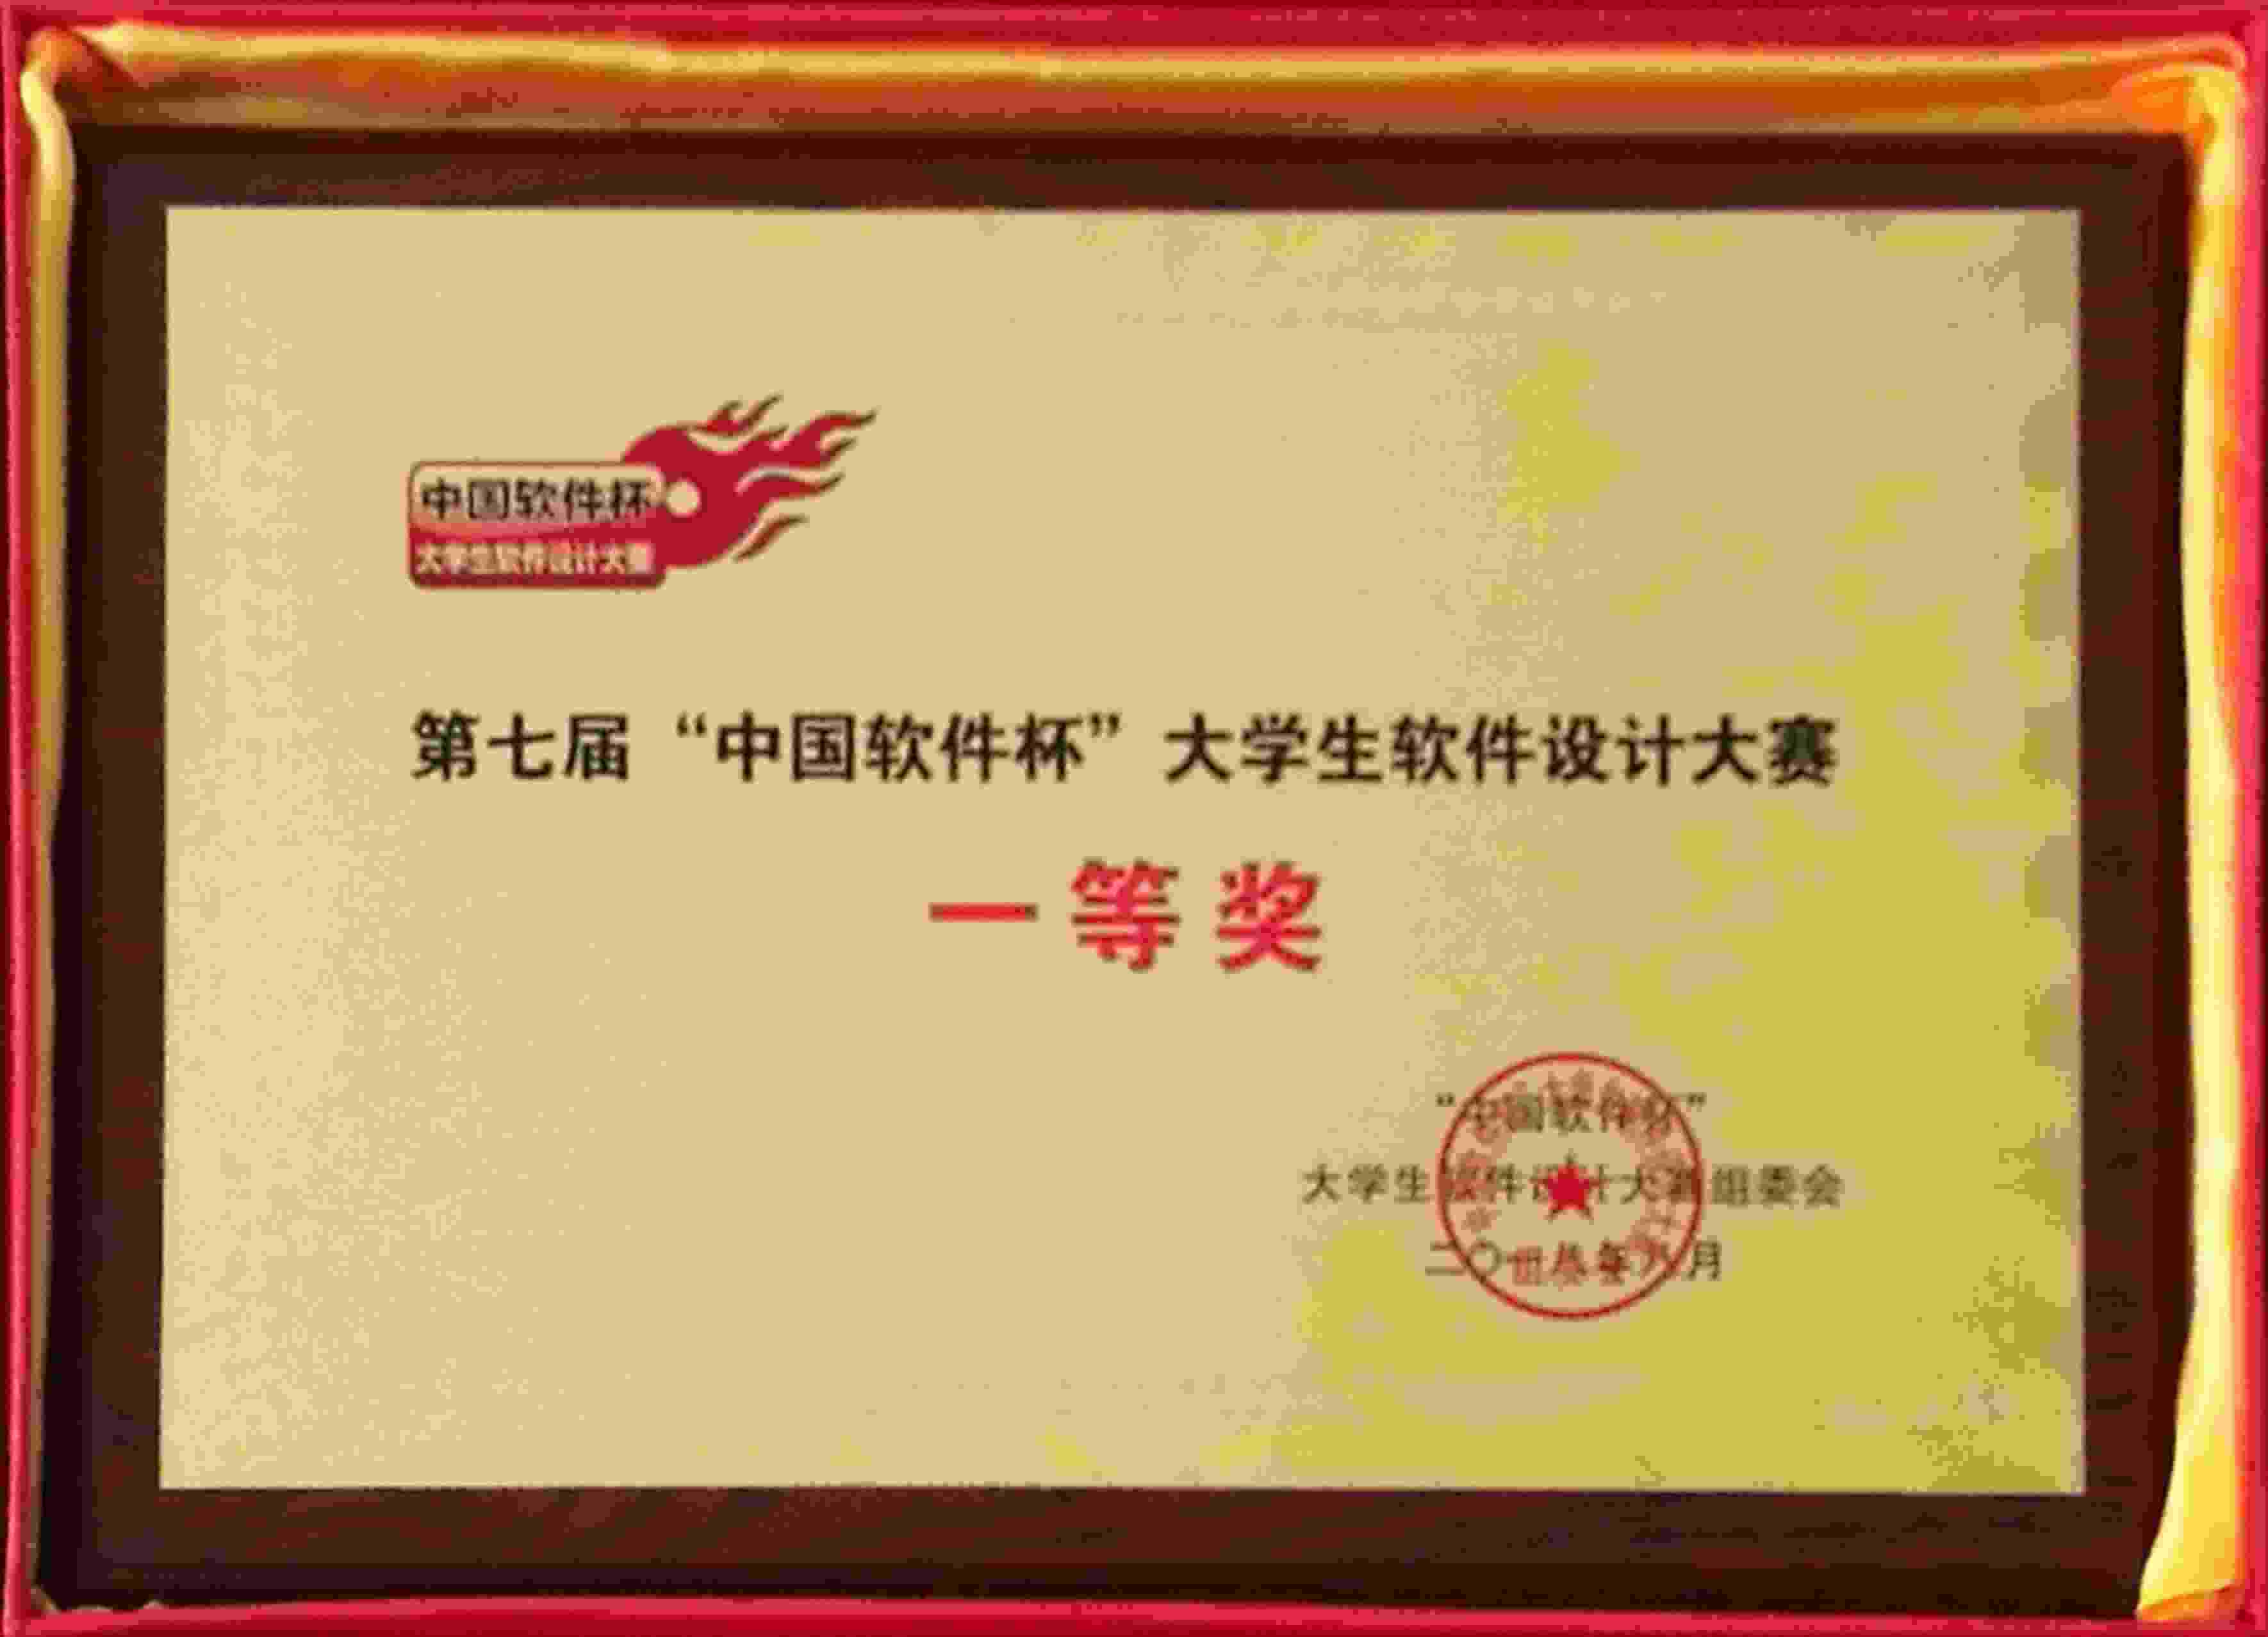 中国软件杯
大学生软件设计大赛
第七届“中国软件杯”大学生软件设计大赛
一等奖
“中国软件杯”
大学生软件设计大赛组委会
二〇 年八月